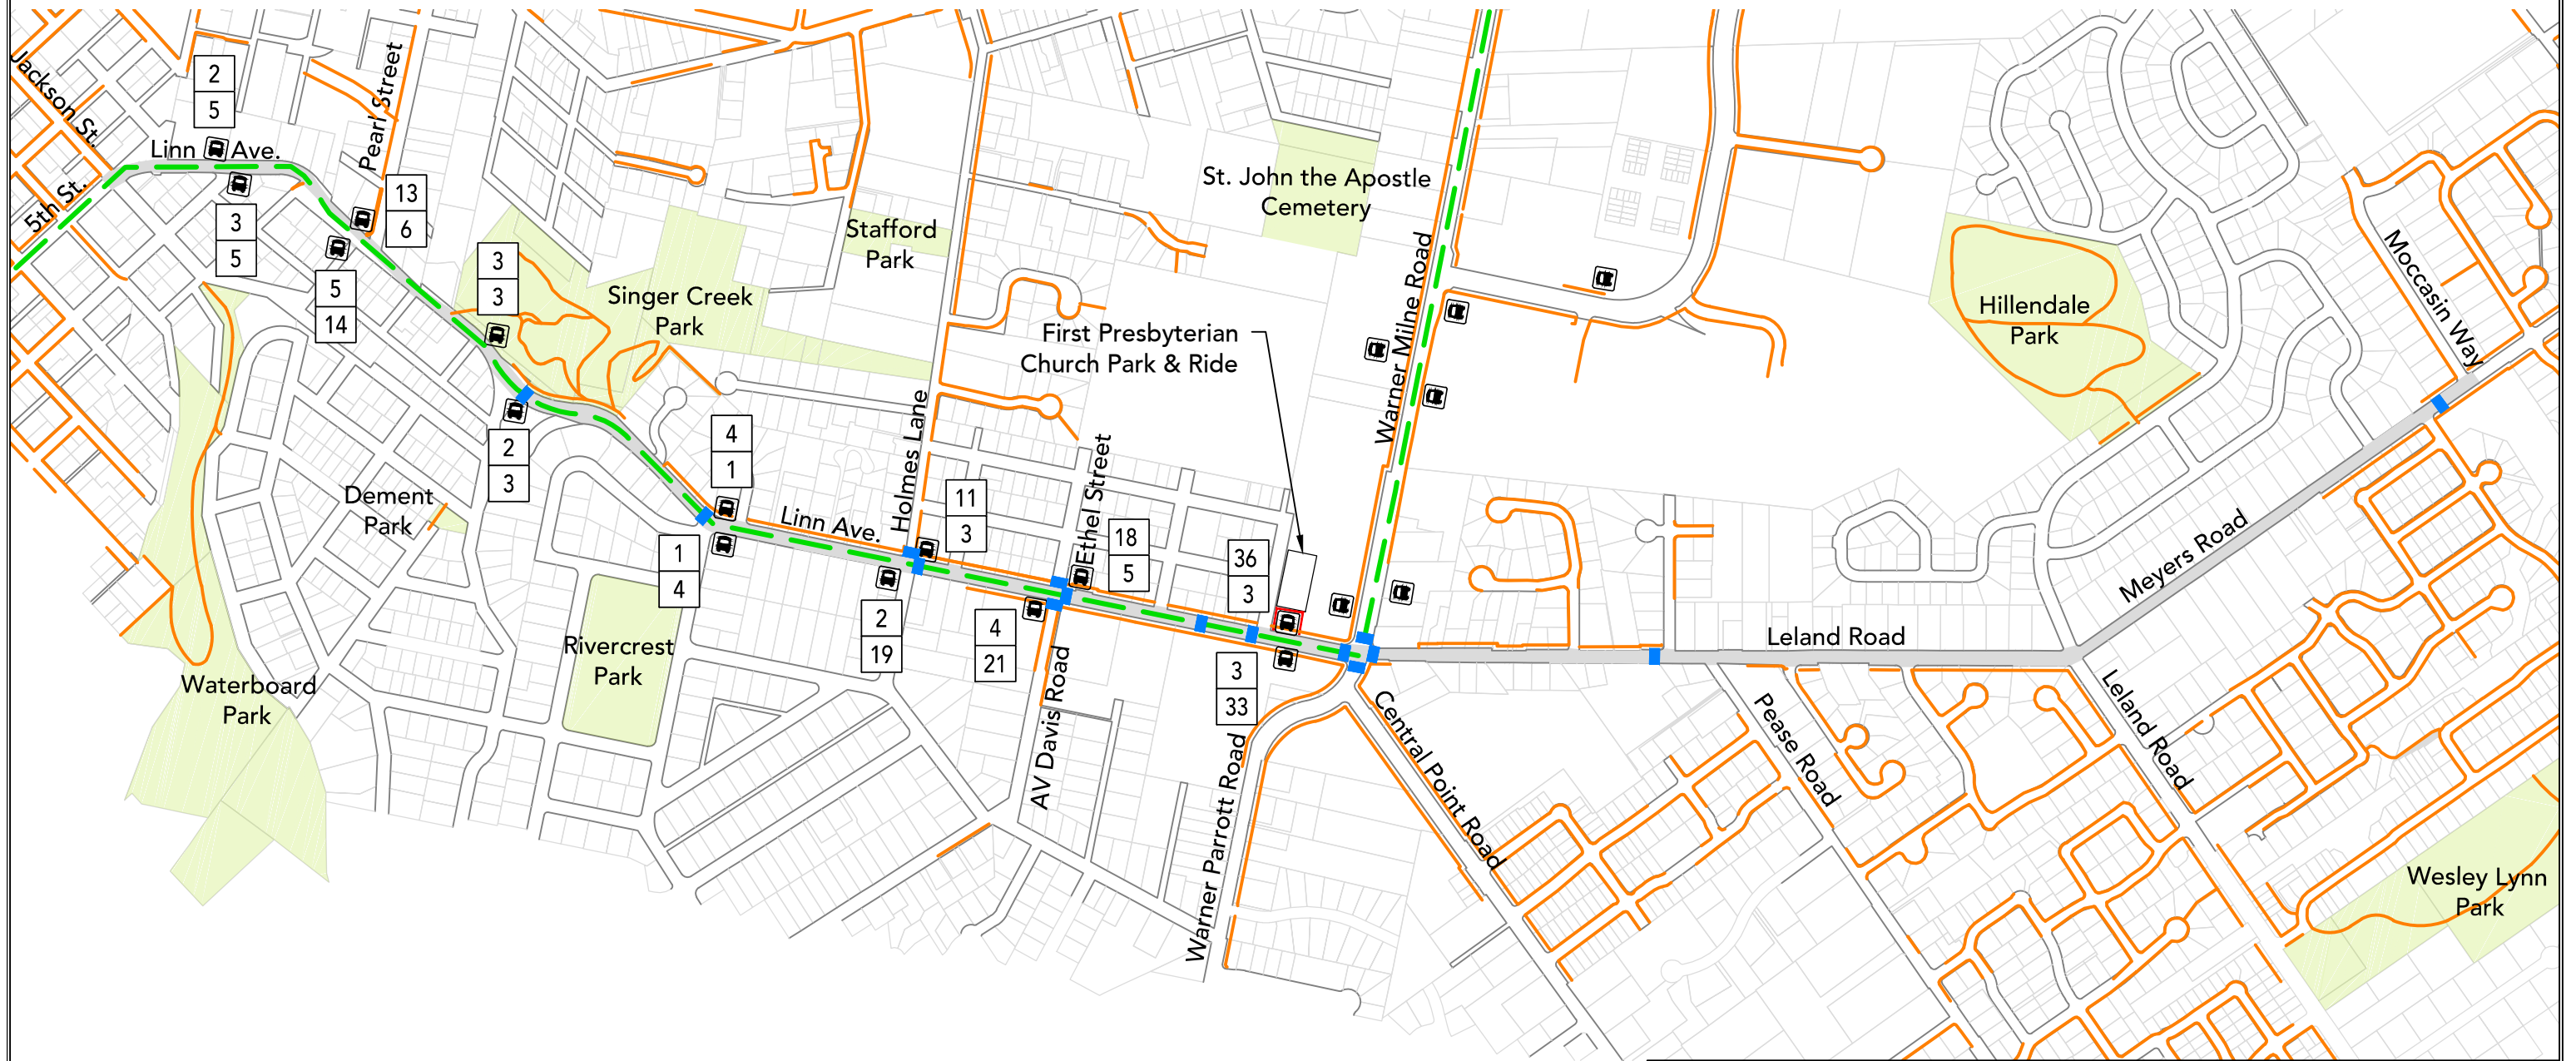 Jackson St.
2
5
Linn Ave.
Pearl Street
5th St.
3
5
13
6
5
14
3
3
Singer Creek
Park
Stafford
Park
St. John the Apostle
Cemetery
First Presbyterian
Church Park & Ride
Warner Milne Road
Hillendale
Park
Moccasin Way
2
3
4
1
Dement
Park
Linn Ave.
Holmes Lane
11
3
Ethel Street
18
5
36
3
1
4
2
19
4
21
3
33
Rivercrest
Park
Waterboard
Park
AV Davis Road
Warner Parrott Road
Central Point Road
Leland Road
Meyers Road
Pease Road
Leland Road
Wesley Lynn
Park